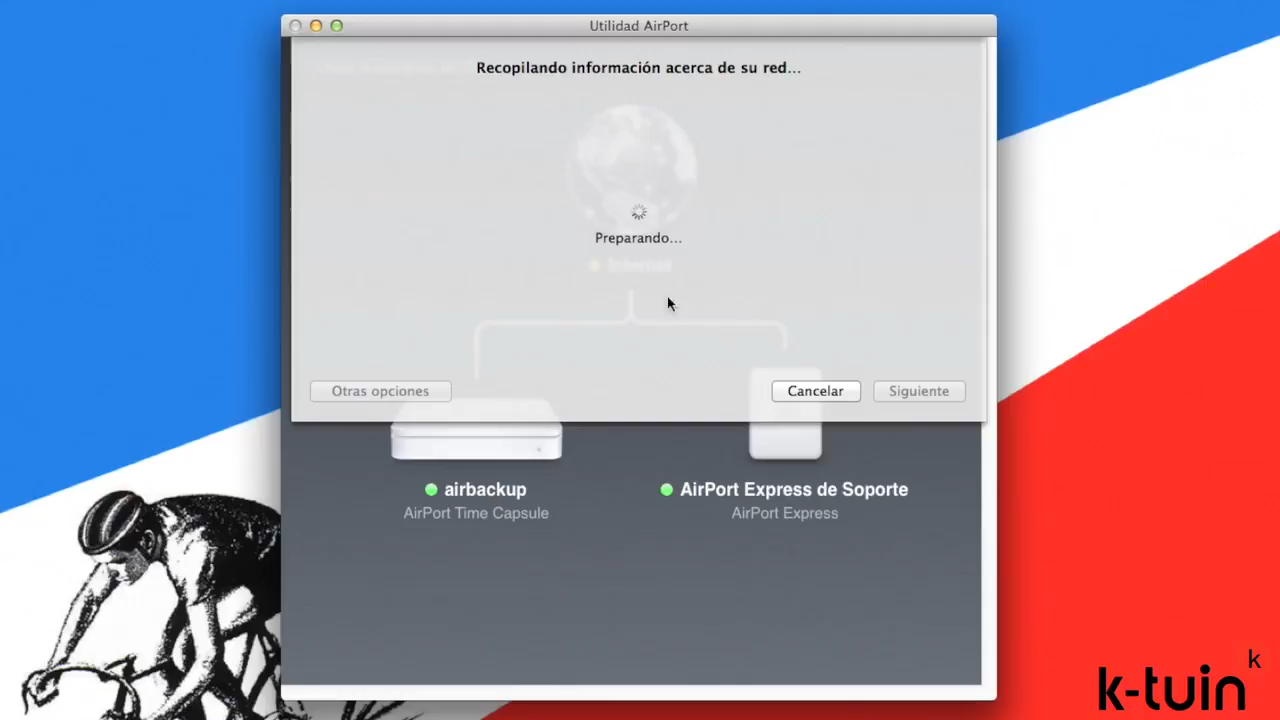 Utilidad AirPort
Recopilando información acerca de su red...
Preparando...
Internet
Otras opciones
Cancelar
Siguiente
airbackup
AirPort Express de Soporte
AirPort Time Capsule
AirPort Express
k-tuin k